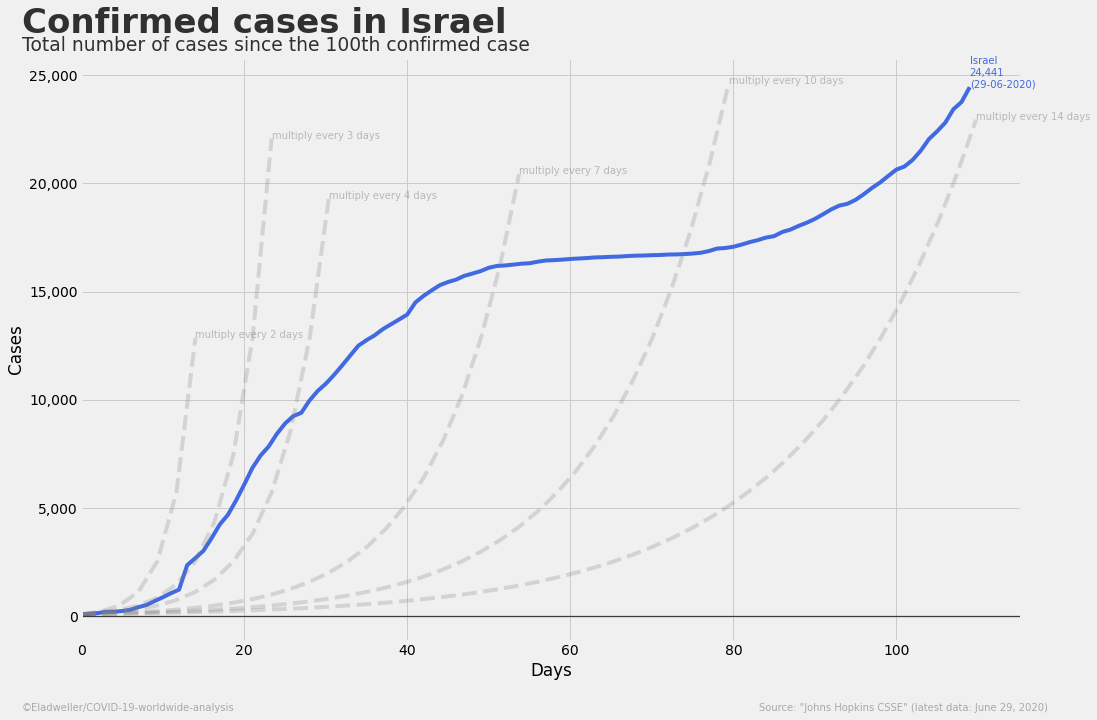 Confirmed cases in Israel
Total number of cases since the 100th confirmed case
Israel
24,441
(29-06-2020)
25,000
multiply every 10 days
multiply every 14 days
multiply every 3 days
20,000
multiply every 7 days
multiply every 4 days
15,000
multiply every 2 days
Cases
10,000
5,000
0
0 20 40 60 80 100
Days
©Eladweller/COVID-19-worldwide-analysis
Source: "Johns Hopkins CSSE" (latest data: June 29, 2020)